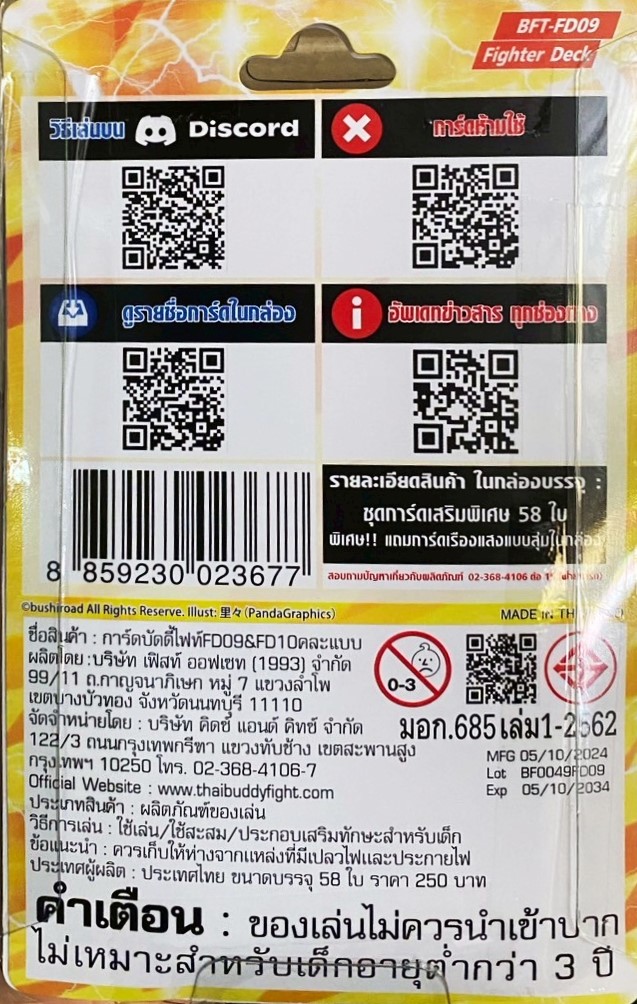 BFT-FD09
Fighter Deck
วิธีเล่นบน Discord
การ์ดห้ามใช้
ดูรายชื่อการ์ดในกล่อง
อัพเดทข่าวสาร ทุกช่องทาง
รายละเอียดสินค้า ในกล่องบรรจุ :
ชุดการ์ดเสริมพิเศษ 58 ใบ
พิเศษ!! แถมการ์ดเรืองแสงแบบสุ่มในกล่อง
8 859230 023677
สอบถามปัญหาเกี่ยวกับผลิตภัณฑ์ 02-368-4106 ต่อ
©bushiroad All Rights Reserve. Illust: 里々 (PandaGraphics)
MADE IN
ชื่อสินค้า : การ์ดบัดดี้ไฟท์FD09&FD10คละแบบ
ผลิตโดย :บริษัท เฟิสท์ ออฟเซท (1993) จำกัด
99/11 ถ.กาญจนาภิเษก หมู่ 7 แขวงลำโพ
เขตบางบัวทอง จังหวัดนนทบุรี 11110
0-3
มอก.685 เล่ม1-2562
จัดจำหน่ายโดย : บริษัท คิดซ์ แอนด์ คิทซ์ จำกัด
122/3 ถนนกรุงเทพกรีฑา แขวงทับช้าง เขตสะพานสูง
กรุงเทพฯ 10250 โทร. 02-368-4106-7
MFG 05/10/2024
Lot BF0049FD09
Exp 05/10/2034
Official Website : www.thaibuddyfight.com
ประเภทสินค้า : ผลิตภัณฑ์ของเล่น
วิธีการเล่น : ใช้เล่น/ใช้สะสม/ประกอบเสริมทักษะสำหรับเด็ก
ข้อแนะนำ : ควรเก็บให้ห่างจากแหล่งที่มีเปลวไฟและประกายไฟ
ประเทศผู้ผลิต : ประเทศไทย ขนาดบรรจุ 58 ใบ ราคา 250 บาท
คำเตือน : ของเล่นไม่ควรนำเข้าปาก
ไม่เหมาะสำหรับเด็กอายุต่ำกว่า 3 ปี